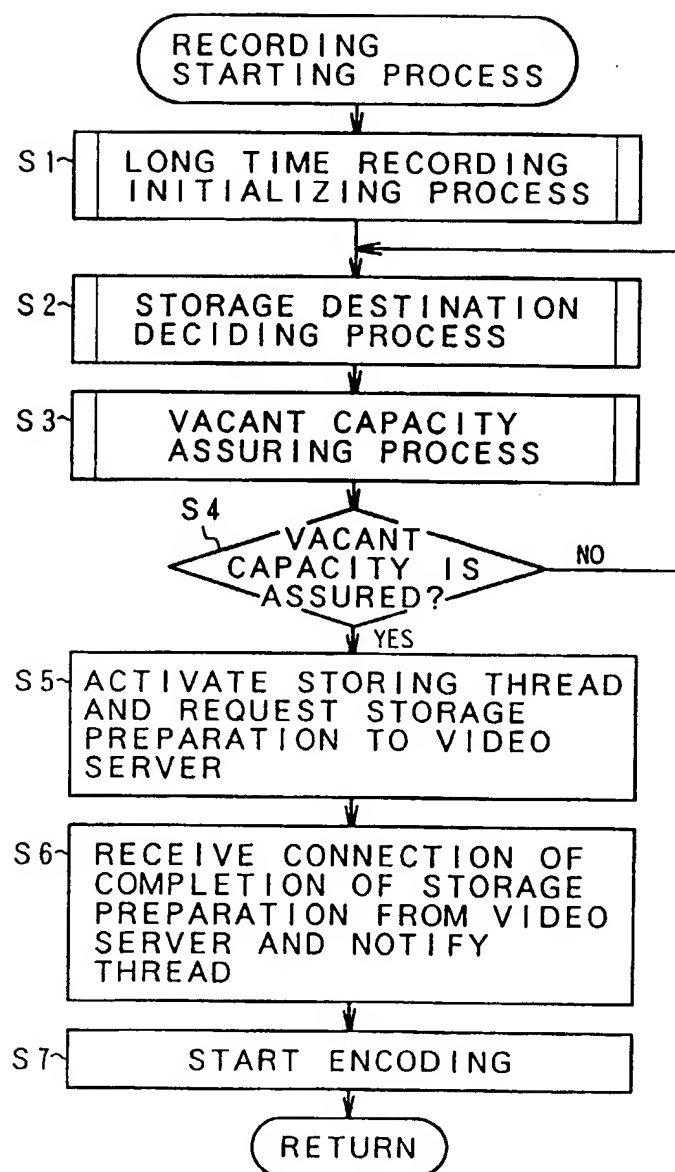 RECORDING
STARTING PROCESS
S1
LONG TIME RECORDING
INITIALIZING PROCESS
S2
STORAGE DESTINATION
DECIDING PROCESS
S3
VACANT CAPACITY
ASSURING PROCESS
S4
VACANT
CAPACITY IS
ASSURED?
NO
YES
S5
ACTIVATE STORING THREAD
AND REQUEST STORAGE
PREPARATION TO VIDEO
SERVER
S6
RECEIVE CONNECTION OF
COMPLETION OF STORAGE
PREPARATION FROM VIDEO
SERVER AND NOTIFY
THREAD
S7
START ENCODING
RETURN